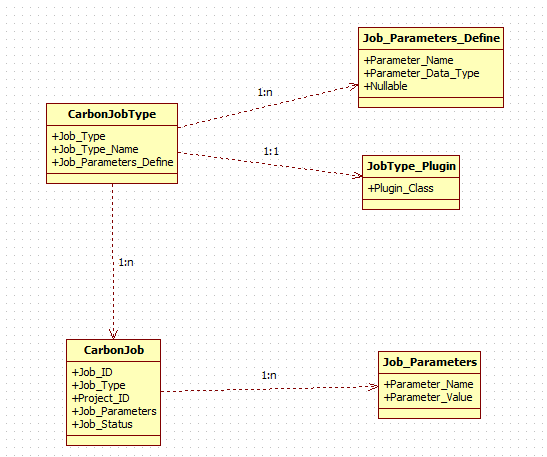 Job_Parameters_Define
+Parameter_Name
+Parameter_Data_Type
+Nullable
1:n
CarbonJobType
+Job_Type
+Job_Type_Name
+Job_Parameters_Define
1:1
JobType_Plugin
+Plugin_Class
1:n
CarbonJob
+Job_ID
+Job_Type
+Project_ID
+Job_Parameters
+Job_Status
1:n
Job_Parameters
+Parameter_Name
+Parameter_Value